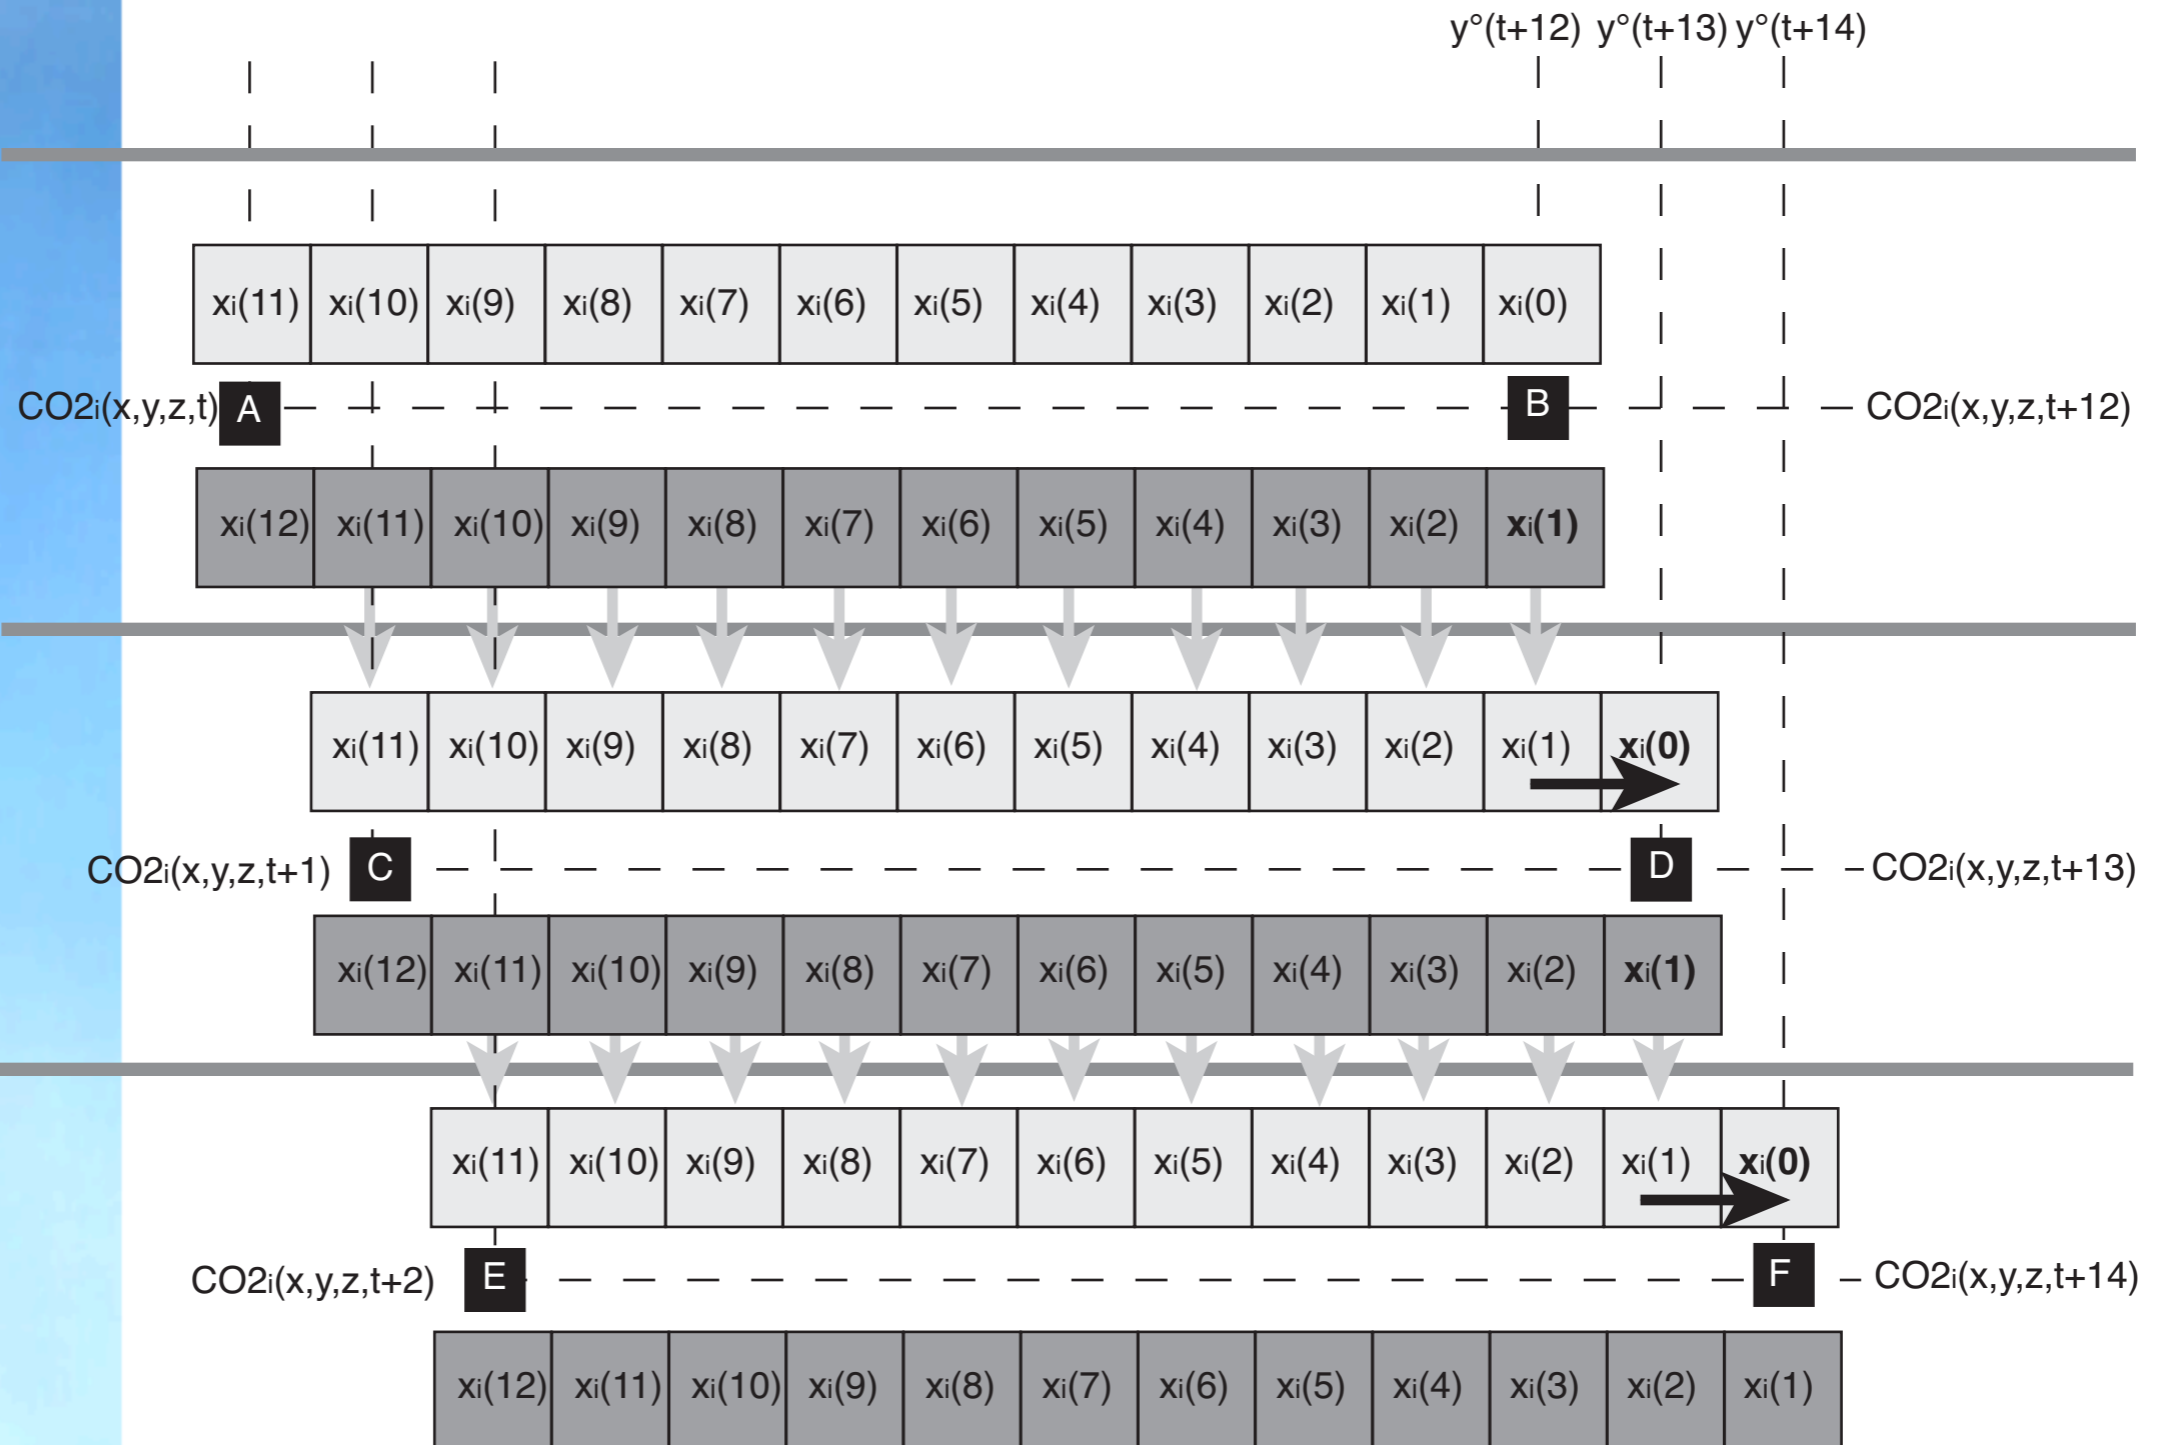 y°(t+12) y°(t+13) y°(t+14)
xi(11) xi(10) xi(9) xi(8) xi(7) xi(6) xi(5) xi(4) xi(3) xi(2) xi(1) xi(0)
CO2i(x,y,z,t) A B CO2i(x,y,z,t+12)
xi(12) xi(11) xi(10) xi(9) xi(8) xi(7) xi(6) xi(5) xi(4) xi(3) xi(2) xi(1)
xi(11) xi(10) xi(9) xi(8) xi(7) xi(6) xi(5) xi(4) xi(3) xi(2) xi(1) xi(0)
CO2i(x,y,z,t+1) C D CO2i(x,y,z,t+13)
xi(12) xi(11) xi(10) xi(9) xi(8) xi(7) xi(6) xi(5) xi(4) xi(3) xi(2) xi(1)
xi(11) xi(10) xi(9) xi(8) xi(7) xi(6) xi(5) xi(4) xi(3) xi(2) xi(1) xi(0)
CO2i(x,y,z,t+2) E F CO2i(x,y,z,t+14)
xi(12) xi(11) xi(10) xi(9) xi(8) xi(7) xi(6) xi(5) xi(4) xi(3) xi(2) xi(1)